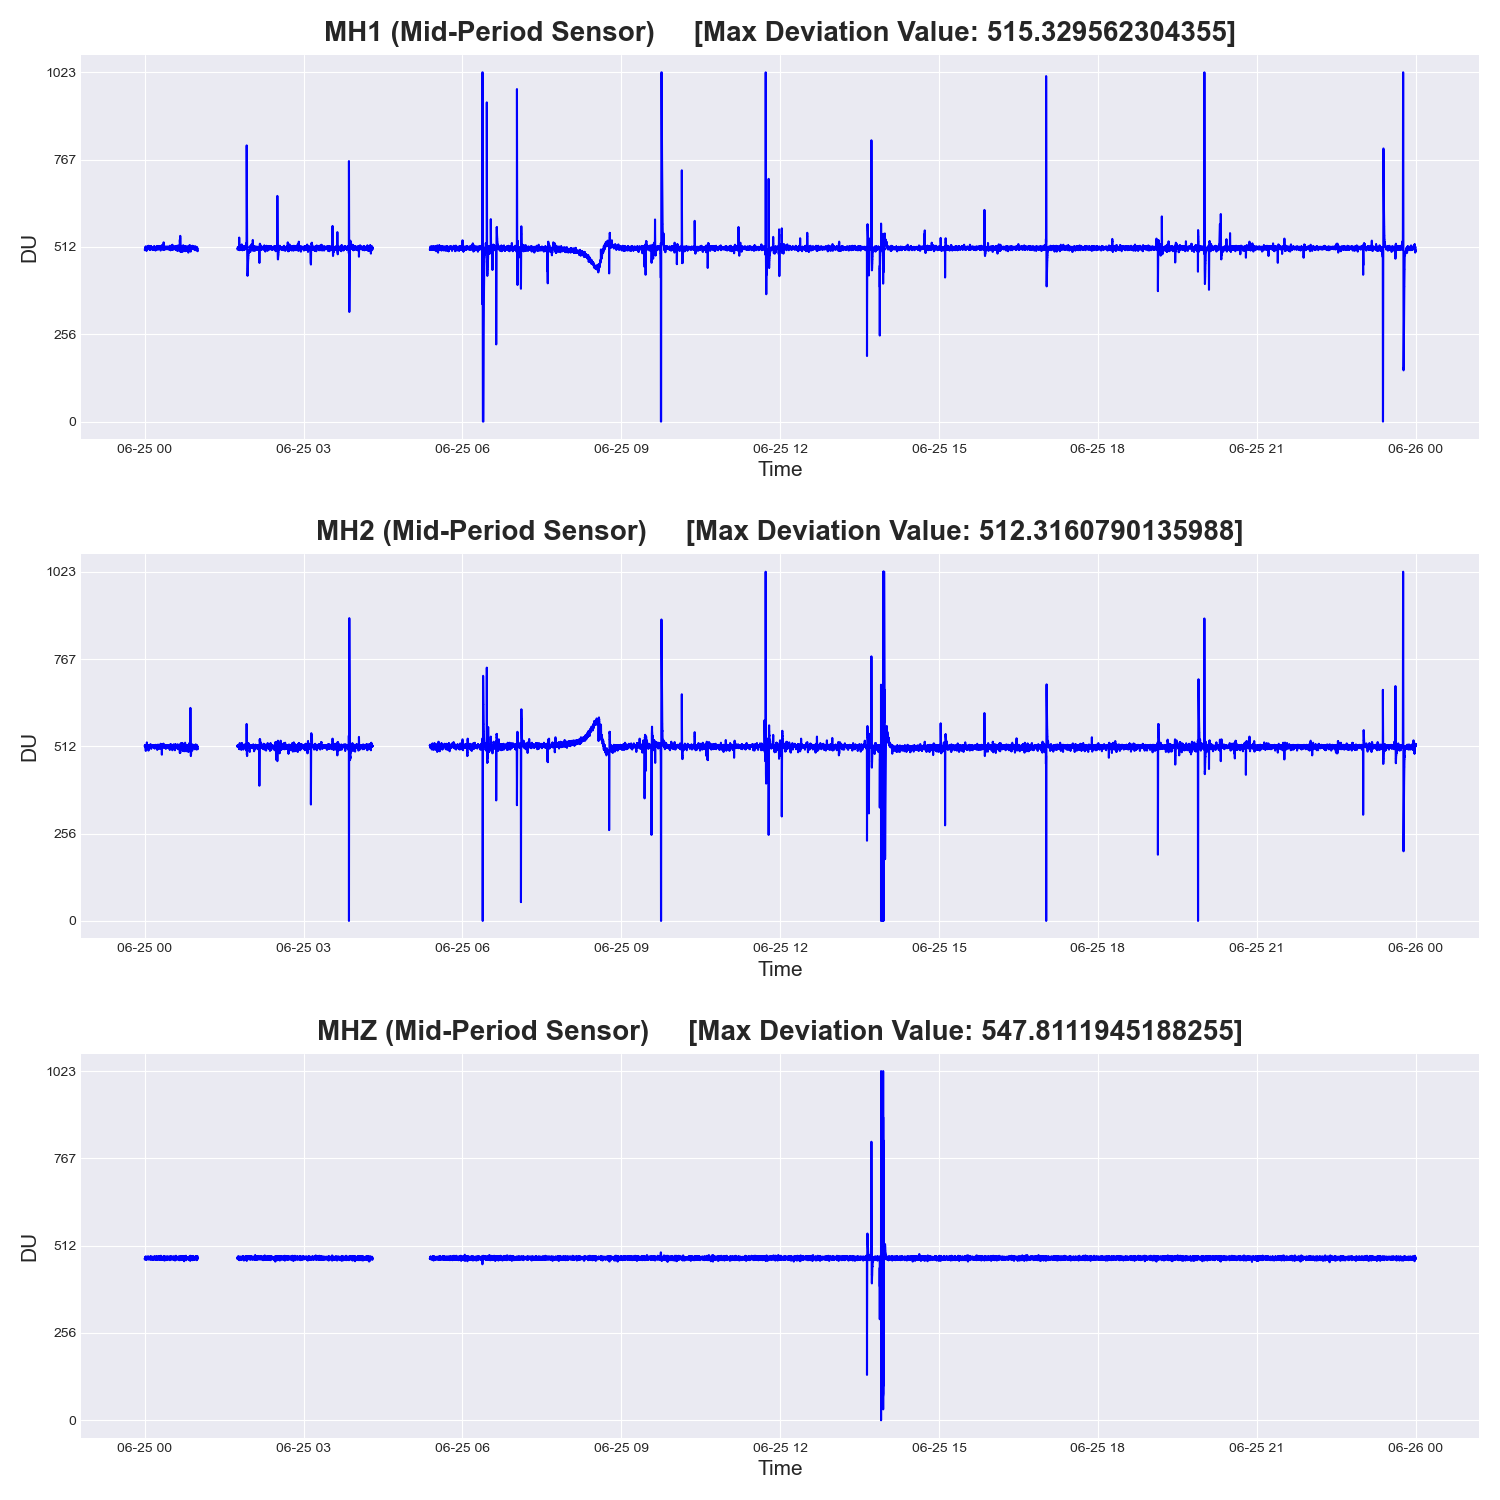 MH1 (Mid-Period Sensor) [Max Deviation Value: 515.329562304355]
1023
767
512
256
0
DU
06-25 00 06-25 03 06-25 06 06-25 09 06-25 12 06-25 15 06-25 18 06-25 21 06-26 00
Time
MH2 (Mid-Period Sensor) [Max Deviation Value: 512.3160790135988]
1023
767
512
256
0
DU
06-25 00 06-25 03 06-25 06 06-25 09 06-25 12 06-25 15 06-25 18 06-25 21 06-26 00
Time
MHZ (Mid-Period Sensor) [Max Deviation Value: 547.8111945188255]
1023
767
512
256
0
DU
06-25 00 06-25 03 06-25 06 06-25 09 06-25 12 06-25 15 06-25 18 06-25 21 06-26 00
Time